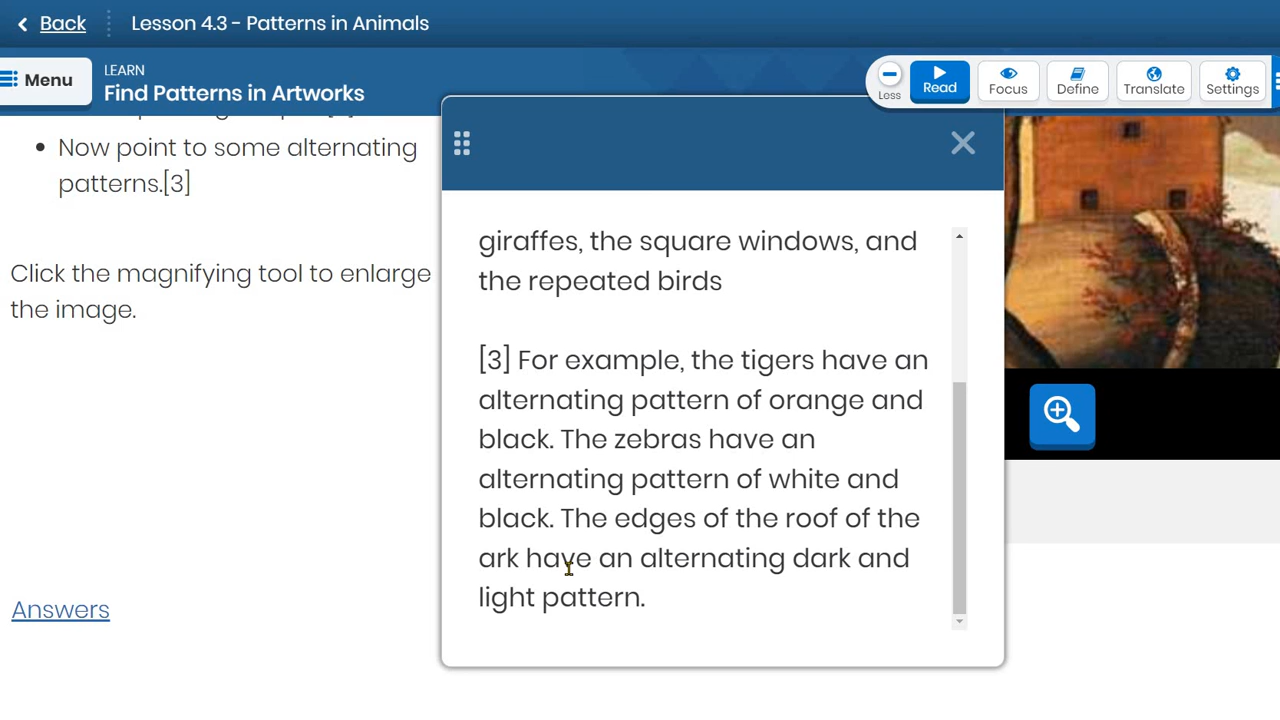 Back
Lesson 4.3 - Patterns in Animals
Menu
LEARN
Find Patterns in Artworks
Less
Read
Focus
Define
Translate
Settings
Now point to some alternating
patterns.[3]
Click the magnifying tool to enlarge
the image.
Answers
giraffes, the square windows, and
the repeated birds
[3] For example, the tigers have an
alternating pattern of orange and
black. The zebras have an
alternating pattern of white and
black. The edges of the roof of the
ark have an alternating dark and
light pattern.